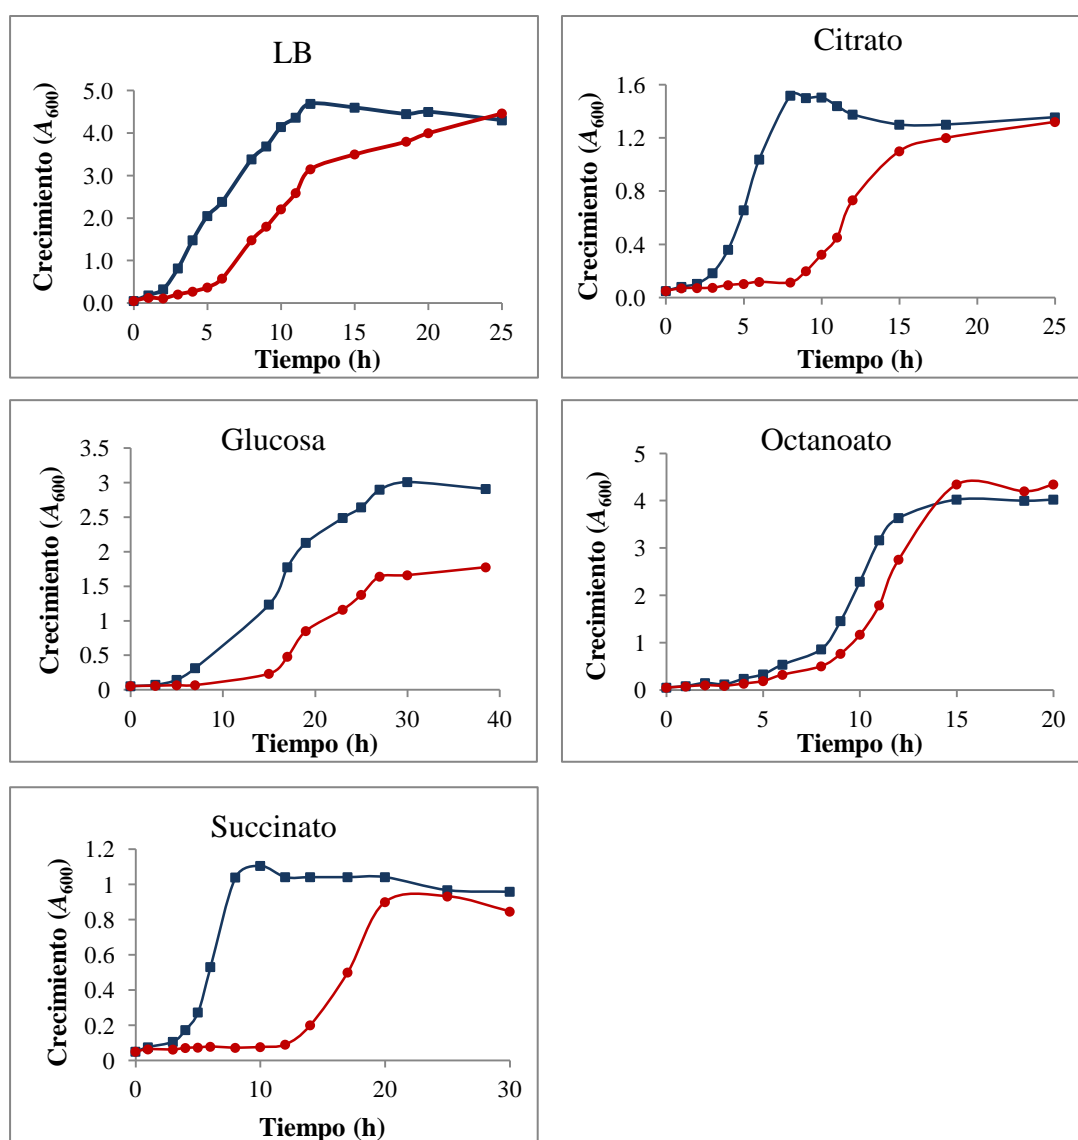 LB
Crecimiento (A600)
5.0
4.0
3.0
2.0
1.0
0.0
0 5 10 15 20 25
Tiempo (h)
Citrato
Crecimiento (A600)
1.6
1.2
0.8
0.4
0.0
0 5 10 15 20 25
Tiempo (h)
Glucosa
Crecimiento (A600)
3.5
3
2.5
2
1.5
1
0.5
0
0 10 20 30 40
Tiempo (h)
Octanoato
Crecimiento (A600)
5
4
3
2
1
0
0 5 10 15 20
Tiempo (h)
Succinato
Crecimiento (A600)
1.2
1
0.8
0.6
0.4
0.2
0
0 10 20 30
Tiempo (h)